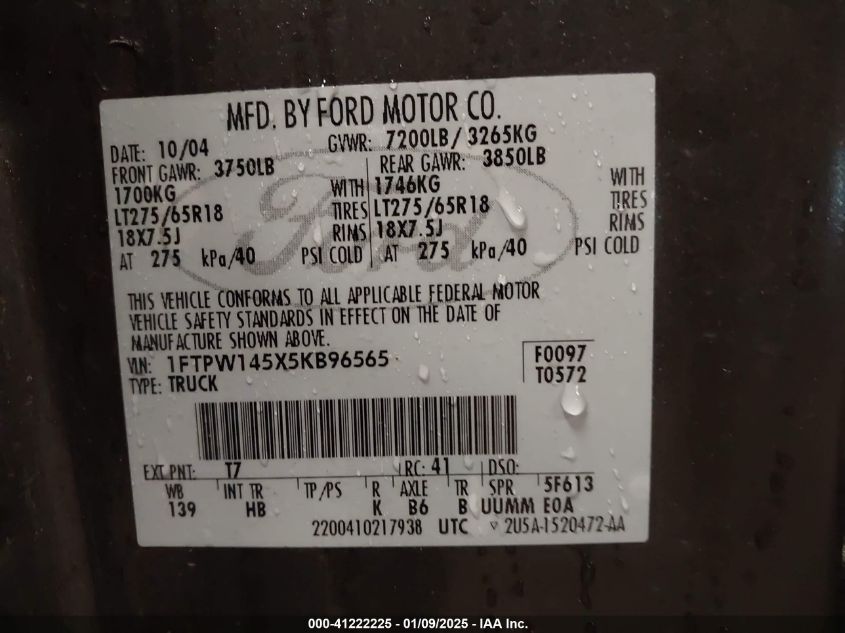 MFD. BY FORD MOTOR CO.
DATE: 10/04 GVWR: 7200LB / 3265KG
FRONT GAWR: 3750LB REAR GAWR: 3850LB
1700KG WITH 1746KG WITH
LT275/65R18 TIRES LT275/65R18 TIRES
18X7.5J RIMS 18X7.5J RIMS
AT 275 kPa/40 PSI COLD AT 275 kPa/40 PSI COLD
Ford
THIS VEHICLE CONFORMS TO ALL APPLICABLE FEDERAL MOTOR
VEHICLE SAFETY STANDARDS IN EFFECT ON THE DATE OF
MANUFACTURE SHOWN ABOVE.
VIN: 1FTPW145X5KB96565 F0097
TYPE: TRUCK T0572
EXT PNT: T7 RC: 41 DSO:
WB INT TR TP/PS R AXLE TR SPR 5F613
139 HB K B6 B UUMM E0A
2200410217938 UTC ▽ 2U5A-1520472-AA
000-41222225 - 01/09/2025 - IAA Inc.